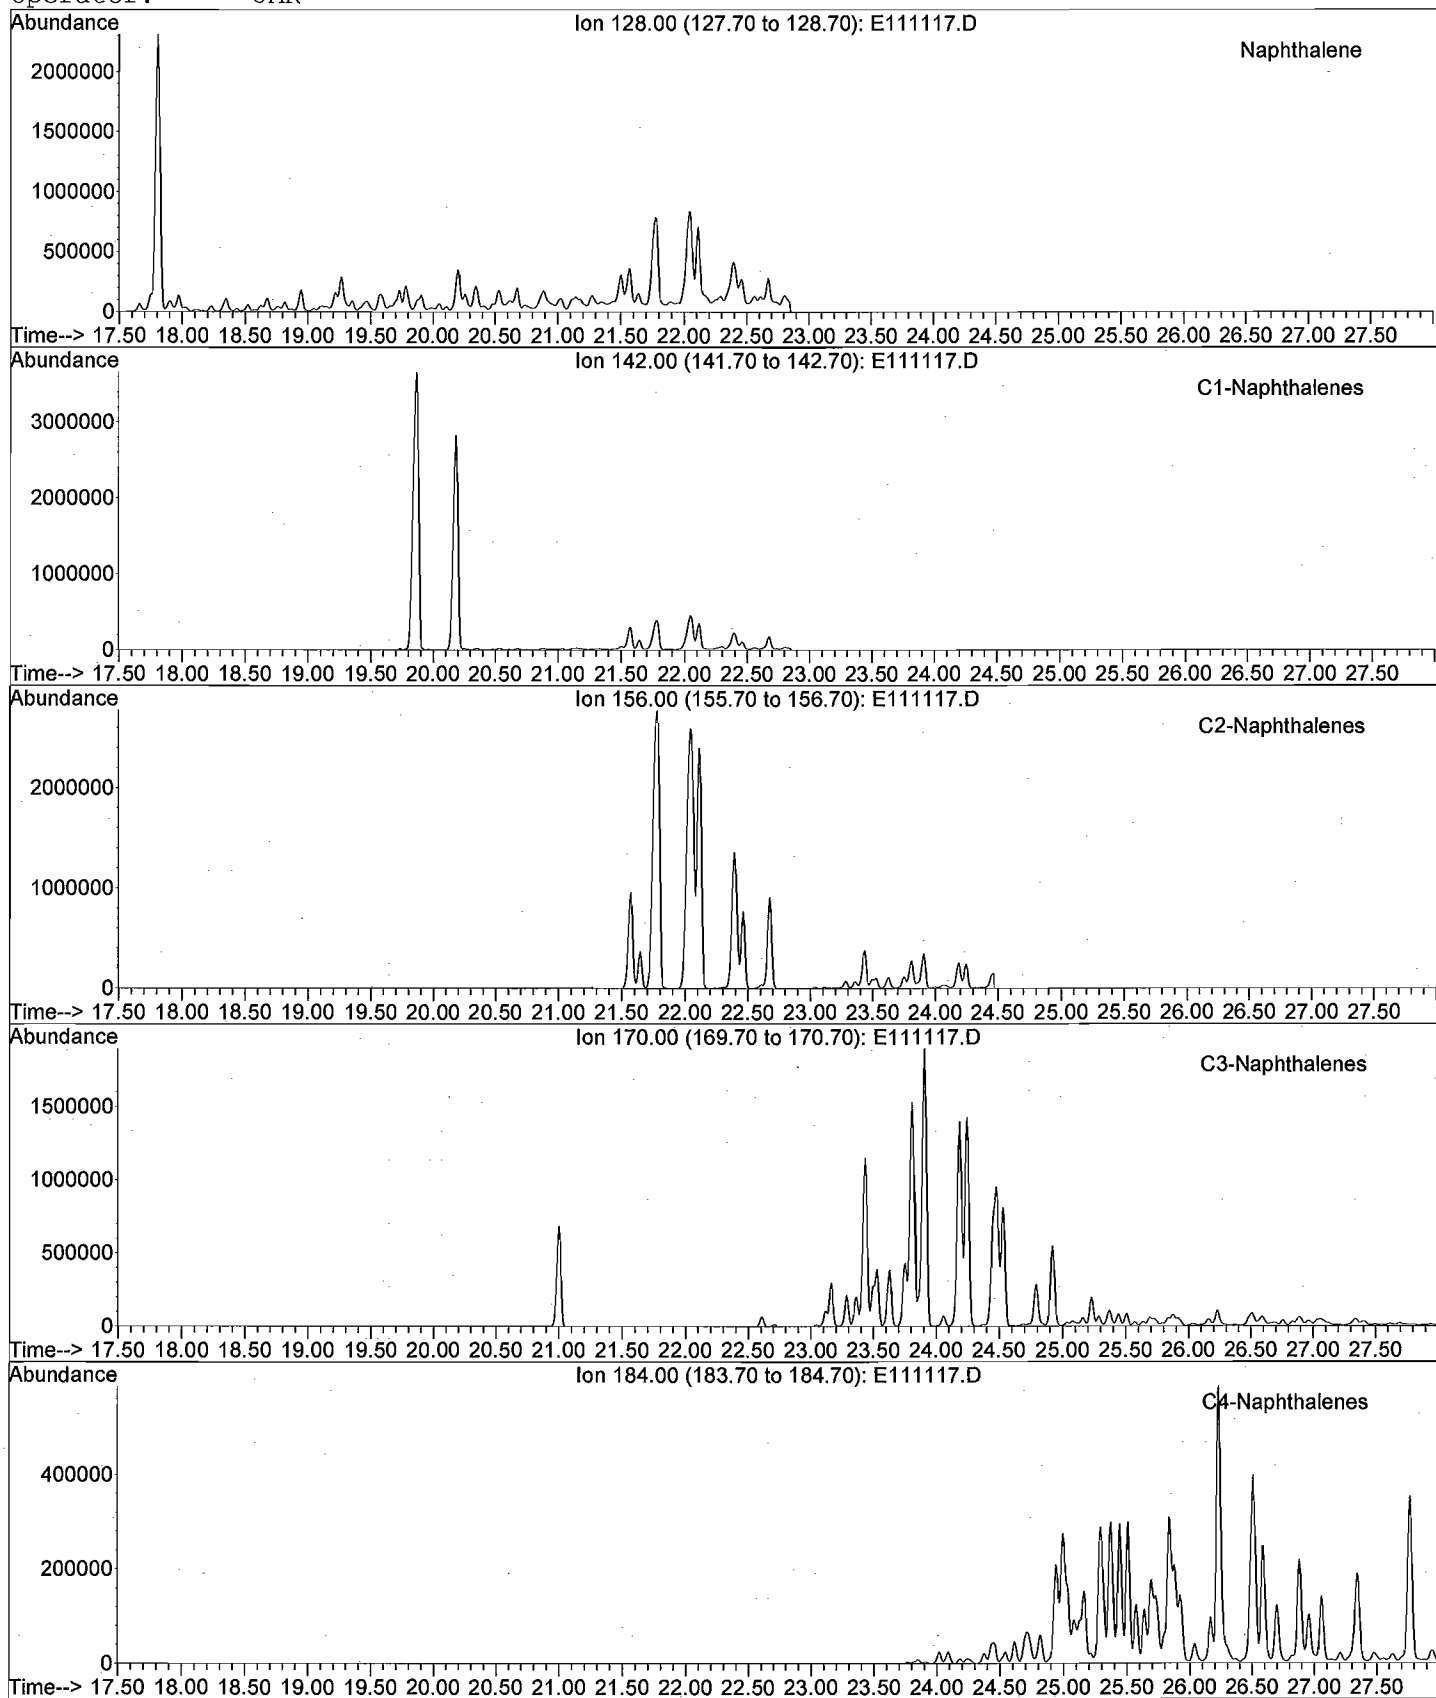 Abundance Ion 128.00 (127.70 to 128.70): E111117.D
Naphthalene
2000000
1500000
1000000
500000
0
Time--> 17.50 18.00 18.50 19.00 19.50 20.00 20.50 21.00 21.50 22.00 22.50 23.00 23.50 24.00 24.50 25.00 25.50 26.00 26.50 27.00 27.50
Abundance Ion 142.00 (141.70 to 142.70): E111117.D
C1-Naphthalenes
3000000
2000000
1000000
0
Time--> 17.50 18.00 18.50 19.00 19.50 20.00 20.50 21.00 21.50 22.00 22.50 23.00 23.50 24.00 24.50 25.00 25.50 26.00 26.50 27.00 27.50
Abundance Ion 156.00 (155.70 to 156.70): E111117.D
C2-Naphthalenes
2000000
1000000
0
Time--> 17.50 18.00 18.50 19.00 19.50 20.00 20.50 21.00 21.50 22.00 22.50 23.00 23.50 24.00 24.50 25.00 25.50 26.00 26.50 27.00 27.50
Abundance Ion 170.00 (169.70 to 170.70): E111117.D
C3-Naphthalenes
1500000
1000000
500000
0
Time--> 17.50 18.00 18.50 19.00 19.50 20.00 20.50 21.00 21.50 22.00 22.50 23.00 23.50 24.00 24.50 25.00 25.50 26.00 26.50 27.00 27.50
Abundance Ion 184.00 (183.70 to 184.70): E111117.D
C4-Naphthalenes
400000
200000
0
Time--> 17.50 18.00 18.50 19.00 19.50 20.00 20.50 21.00 21.50 22.00 22.50 23.00 23.50 24.00 24.50 25.00 25.50 26.00 26.50 27.00 27.50